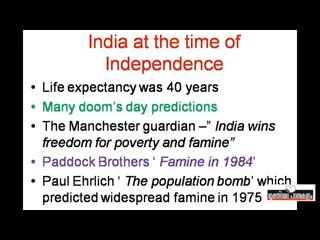 India at the time of
Independence
• Life expectancy was 40 years
• Many doom's day predictions
• The Manchester guardian –" India wins
freedom for poverty and famine"
• Paddock Brothers ' Famine in 1984'
• Paul Ehrlich ' The population bomb' which
predicted widespread famine in 1975